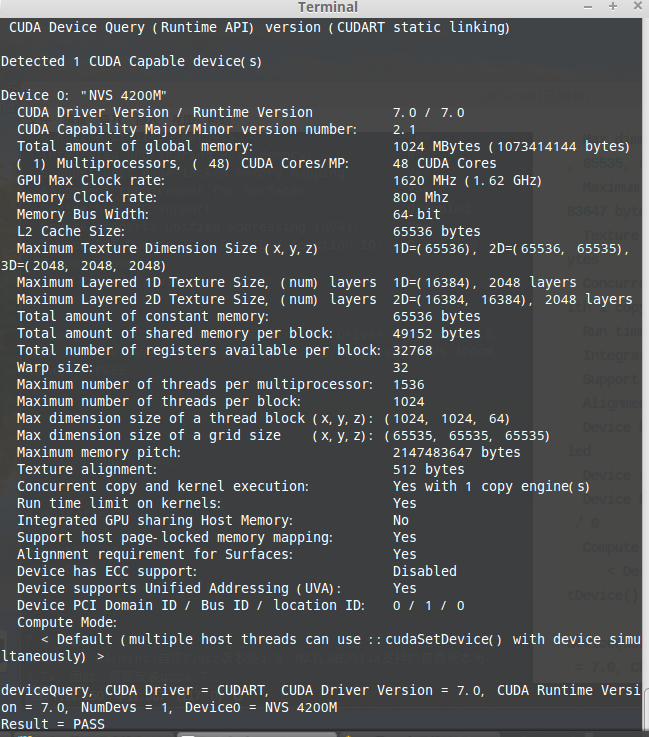 Terminal
CUDA Device Query (Runtime API) version (CUDART static linking)
Detected 1 CUDA Capable device(s)
Device 0: "NVS 4200M"
CUDA Driver Version / Runtime Version 7.0 / 7.0
CUDA Capability Major/Minor version number: 2.1
Total amount of global memory: 1024 MBytes (1073414144 bytes)
( 1) Multiprocessors, ( 48) CUDA Cores/MP: 48 CUDA Cores
GPU Max Clock rate: 1620 MHz (1.62 GHz)
Memory Clock rate: 800 Mhz
Memory Bus Width: 64-bit
L2 Cache Size: 65536 bytes
Maximum Texture Dimension Size (x,y,z) 1D=(65536), 2D=(65536, 65535),
3D=(2048, 2048, 2048)
Maximum Layered 1D Texture Size, (num) layers 1D=(16384), 2048 layers
Maximum Layered 2D Texture Size, (num) layers 2D=(16384, 16384), 2048 layers
Total amount of constant memory: 65536 bytes
Total amount of shared memory per block: 49152 bytes
Total number of registers available per block: 32768
Warp size: 32
Maximum number of threads per multiprocessor: 1536
Maximum number of threads per block: 1024
Max dimension size of a thread block (x,y,z): (1024, 1024, 64)
Max dimension size of a grid size (x,y,z): (65535, 65535, 65535)
Maximum memory pitch: 2147483647 bytes
Texture alignment: 512 bytes
Concurrent copy and kernel execution: Yes with 1 copy engine(s)
Run time limit on kernels: Yes
Integrated GPU sharing Host Memory: No
Support host page-locked memory mapping: Yes
Alignment requirement for Surfaces: Yes
Device has ECC support: Disabled
Device supports Unified Addressing (UVA): Yes
Device PCI Domain ID / Bus ID / location ID: 0 / 1 / 0
Compute Mode:
< Default (multiple host threads can use ::cudaSetDevice() with device simu
ltaneously) >
deviceQuery, CUDA Driver = CUDART, CUDA Driver Version = 7.0, CUDA Runtime Versi
on = 7.0, NumDevs = 1, Device0 = NVS 4200M
Result = PASS